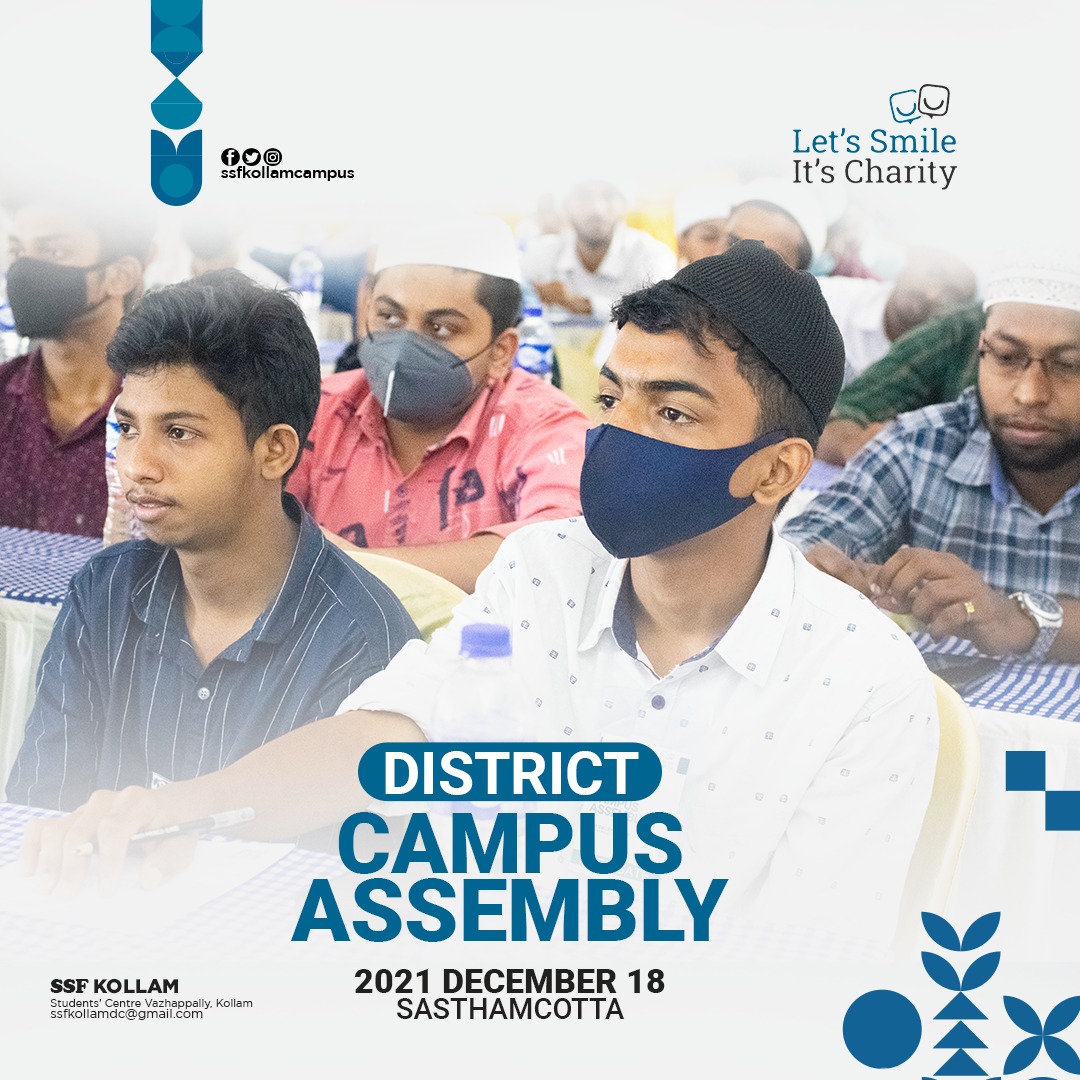 ssfkollamcampus
Let's Smile
It's Charity
DISTRICT
CAMPUS
ASSEMBLY
2021 DECEMBER 18
SASTHAMCOTTA
SSF KOLLAM
Students' Centre Vazhappally, Kollam
ssfkollamdc@gmail.com